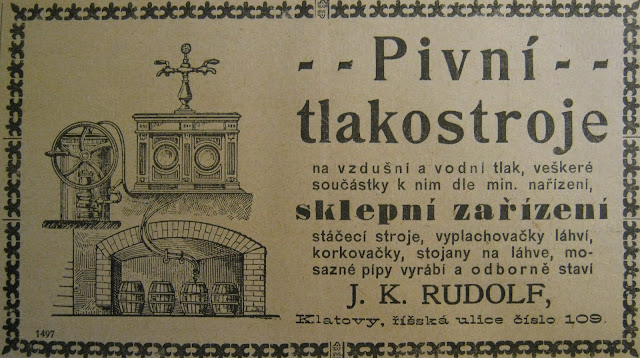 - - Pivní - -
tlakostroje
na vzdušní a vodní tlak, veškeré
součástky k nim dle min. nařízení,
sklepní zařízení
stáčecí stroje, vyplachovačky láhví,
korkovačky, stojany na láhve, mo-
sazné pípy vyrábí a odborně staví
J. K. RUDOLF,
Klatovy, říšská ulice číslo 109.
1497